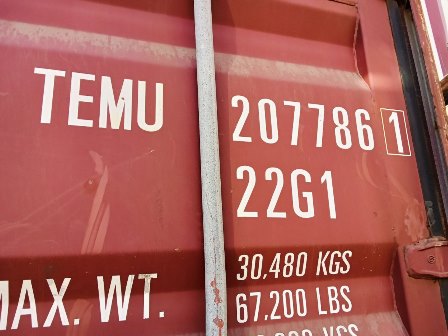 TEMU 207786 1
22G1
MAX. WT. 30,480 KGS
67,200 LBS